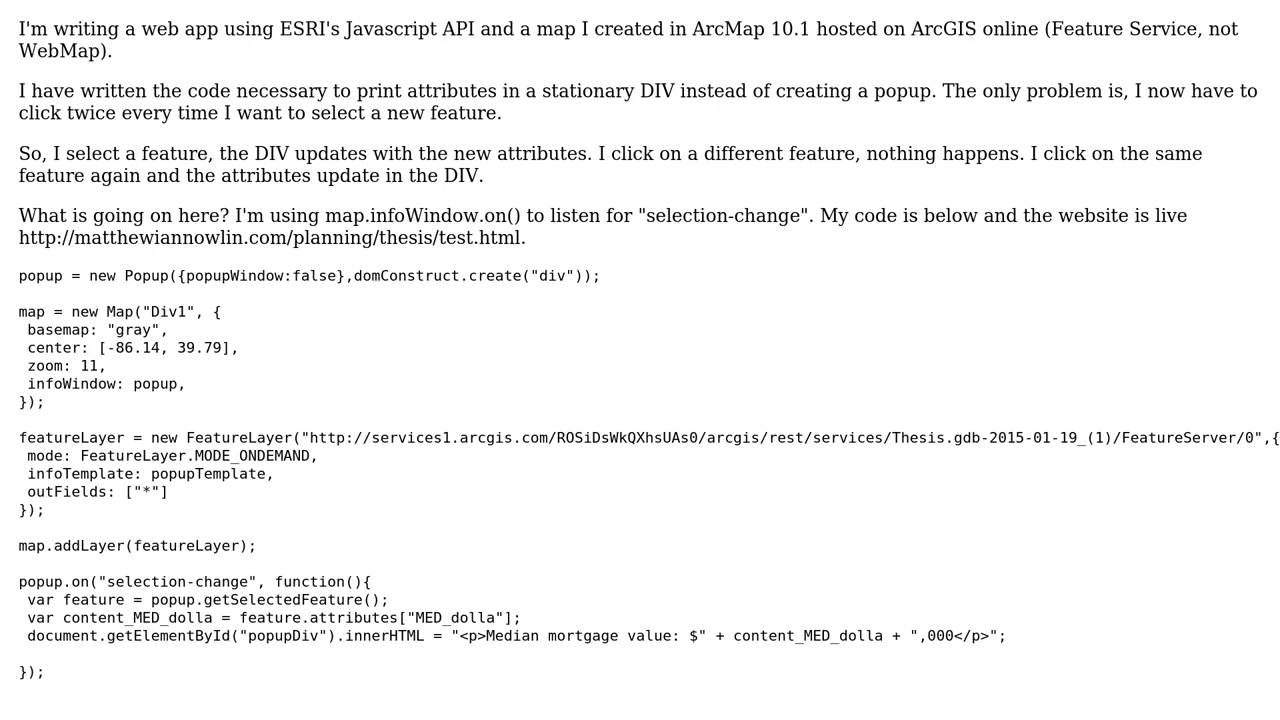 I'm writing a web app using ESRI's Javascript API and a map I created in ArcMap 10.1 hosted on ArcGIS online (Feature Service, not
WebMap).
I have written the code necessary to print attributes in a stationary DIV instead of creating a popup. The only problem is, I now have to
click twice every time I want to select a new feature.
So, I select a feature, the DIV updates with the new attributes. I click on a different feature, nothing happens. I click on the same
feature again and the attributes update in the DIV.
What is going on here? I'm using map.infoWindow.on() to listen for "selection-change". My code is below and the website is live
http://matthewiannowlin.com/planning/thesis/test.html.
popup = new Popup({popupWindow:false},domConstruct.create("div"));
map = new Map("Div1", {
 basemap: "gray",
 center: [-86.14, 39.79],
 zoom: 11,
 infoWindow: popup,
});
featureLayer = new FeatureLayer("http://services1.arcgis.com/ROSiDsWkQXhsUAs0/arcgis/rest/services/Thesis.gdb-2015-01-19_(1)/FeatureServer/0",{
 mode: FeatureLayer.MODE_ONDEMAND,
 infoTemplate: popupTemplate,
 outFields: ["*"]
});
map.addLayer(featureLayer);
popup.on("selection-change", function(){
 var feature = popup.getSelectedFeature();
 var content_MED_dolla = feature.attributes["MED_dolla"];
 document.getElementById("popupDiv").innerHTML = "<p>Median mortgage value: $" + content_MED_dolla + ",000</p>";
});